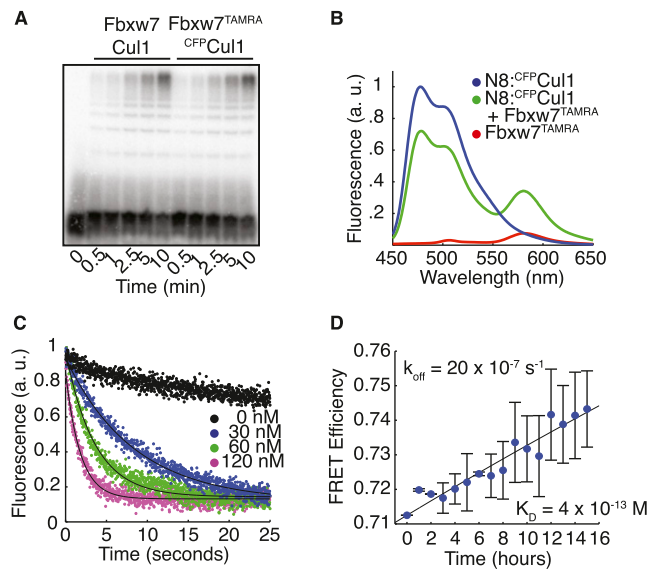 A
Fbxw7 Fbxw7TAMRA
Cul1 CFPCul1
0 0.5 1 2.5 5 10 0.5 1 2.5 5 10
Time (min)
B
Fluorescence (a. u.)
1
.8
.6
.4
.2
N8:CFPCul1
N8:CFPCul1
+ Fbxw7TAMRA
Fbxw7TAMRA
450 500 550 600 650
Wavelength (nm)
C
Fluorescence (a. u.)
1
0.8
0.6
0.4
0.2
0
0 nM
30 nM
60 nM
120 nM
0 5 10 15 20 25
Time (seconds)
D
FRET Efficiency
0.76
0.75
0.74
0.73
0.72
0.71
koff = 20 x 10-7 s-1
KD = 4 x 10-13 M
0 2 4 6 8 10 12 14 16
Time (hours)